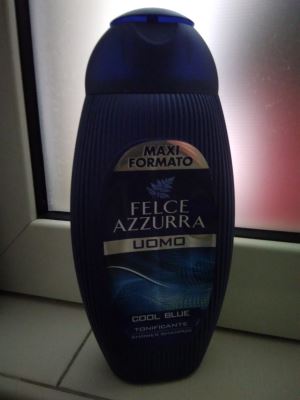 MAXI
FORMATO
FELCE
AZZURRA
UOMO
COOL BLUE
TONIFICANTE
SHOWER SHAMPOO